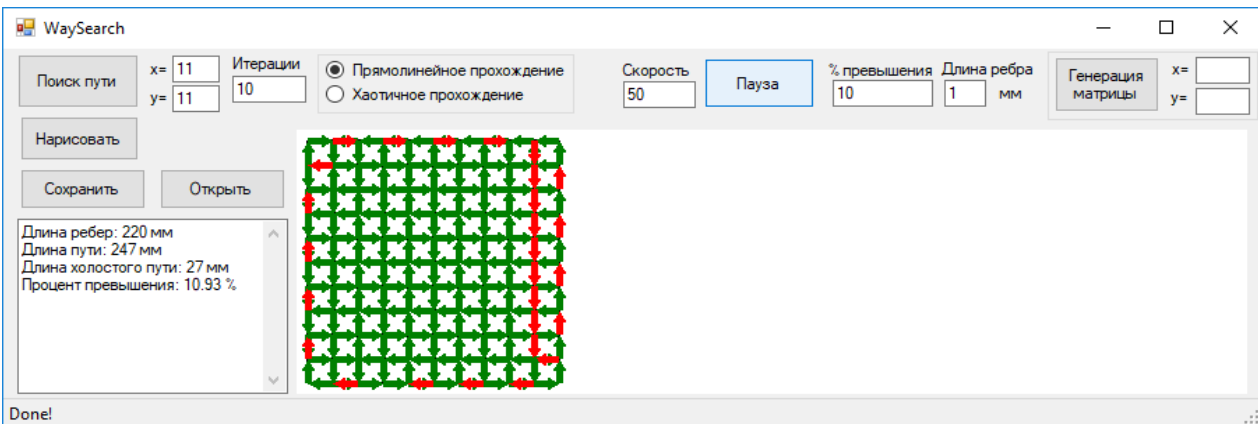 WaySearch
Поиск пути
x= 11
y= 11
Итерации
10
Прямолинейное прохождение
Хаотичное прохождение
Скорость
50
Пауза
% превышения
10
Длина ребра
1 мм
Генерация
матрицы
x=
y=
Нарисовать
Сохранить
Открыть
Длина ребер: 220 мм
Длина пути: 247 мм
Длина холостого пути: 27 мм
Процент превышения: 10.93 %
Done!